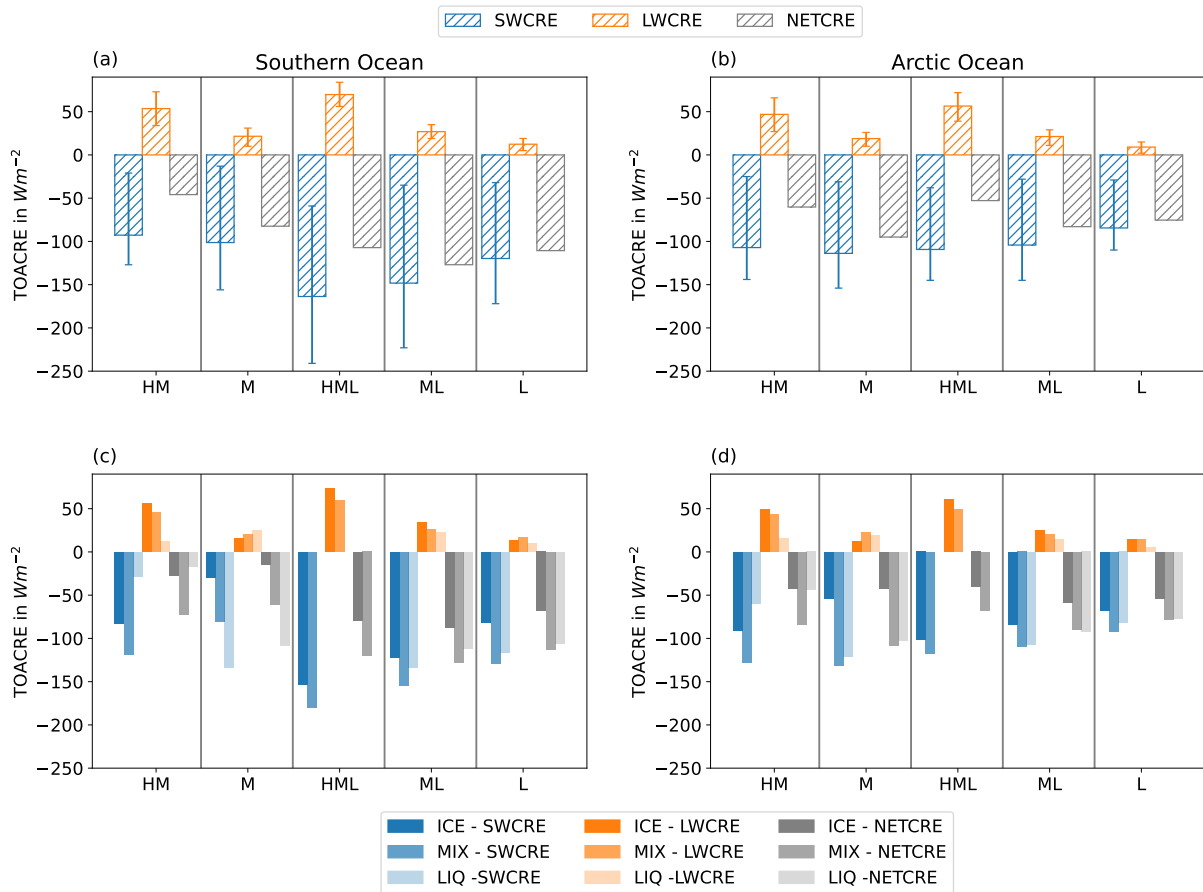 SWCRE LWCRE NETCRE
(a) Southern Ocean (b) Arctic Ocean
TOACRE in Wm⁻²
50
0
−50
−100
−150
−200
−250
HM M HML ML L
TOACRE in Wm⁻²
50
0
−50
−100
−150
−200
−250
HM M HML ML L
(c)
TOACRE in Wm⁻²
50
0
−50
−100
−150
−200
−250
HM M HML ML L
(d)
TOACRE in Wm⁻²
50
0
−50
−100
−150
−200
−250
HM M HML ML L
ICE - SWCRE ICE - LWCRE ICE - NETCRE
MIX - SWCRE MIX - LWCRE MIX - NETCRE
LIQ -SWCRE LIQ -LWCRE LIQ -NETCRE